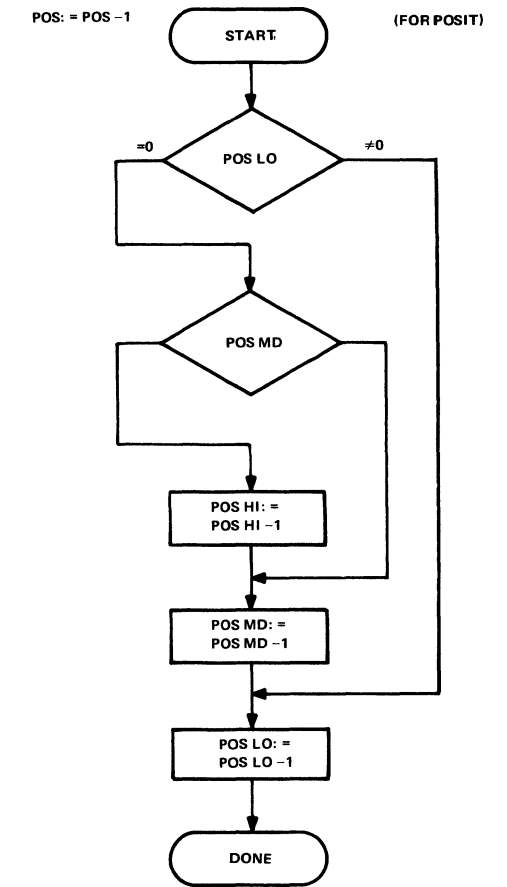 POS: = POS –1
(FOR POSIT)
START
=0
POS LO
≠0
POS MD
POS HI: =
POS HI –1
POS MD: =
POS MD –1
POS LO: =
POS LO –1
DONE